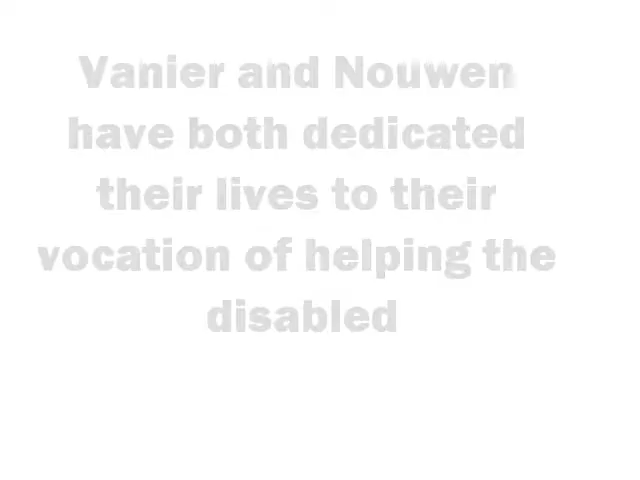 Vanier and Nouwen
have both dedicated
their lives to their
vocation of helping the
disabled